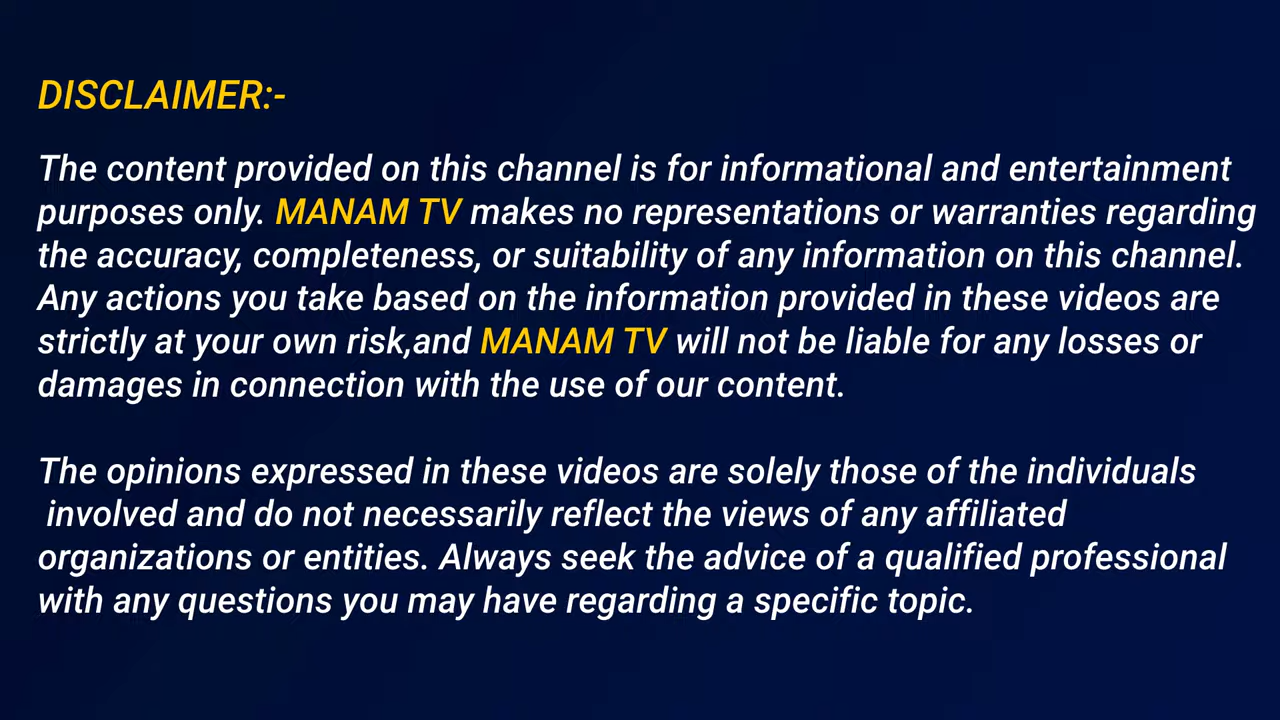 DISCLAIMER:-
The content provided on this channel is for informational and entertainment
purposes only. MANAM TV makes no representations or warranties regarding
the accuracy, completeness, or suitability of any information on this channel.
Any actions you take based on the information provided in these videos are
strictly at your own risk,and MANAM TV will not be liable for any losses or
damages in connection with the use of our content.
The opinions expressed in these videos are solely those of the individuals
involved and do not necessarily reflect the views of any affiliated
organizations or entities. Always seek the advice of a qualified professional
with any questions you may have regarding a specific topic.